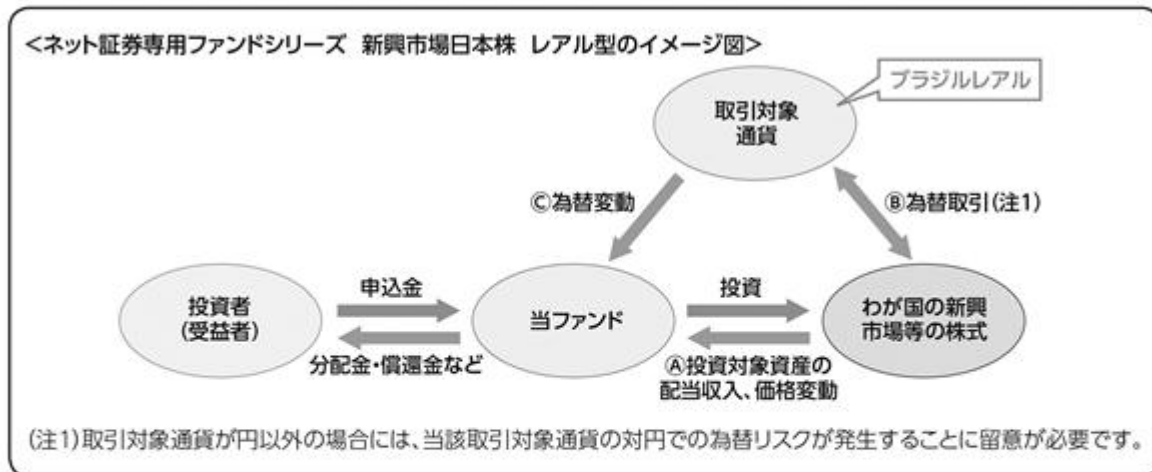 <ネット証券専用ファンドシリーズ 新興市場日本株 レアル型のイメージ図>
ブラジルレアル
取引対象
通貨
Ⓒ為替変動
Ⓑ為替取引(注1)
投資者
(受益者)
申込金
分配金・償還金など
当ファンド
投資
Ⓐ投資対象資産の
配当収入、価格変動
わが国の新興
市場等の株式
(注1)取引対象通貨が円以外の場合には、当該取引対象通貨の対円での為替リスクが発生することに留意が必要です。